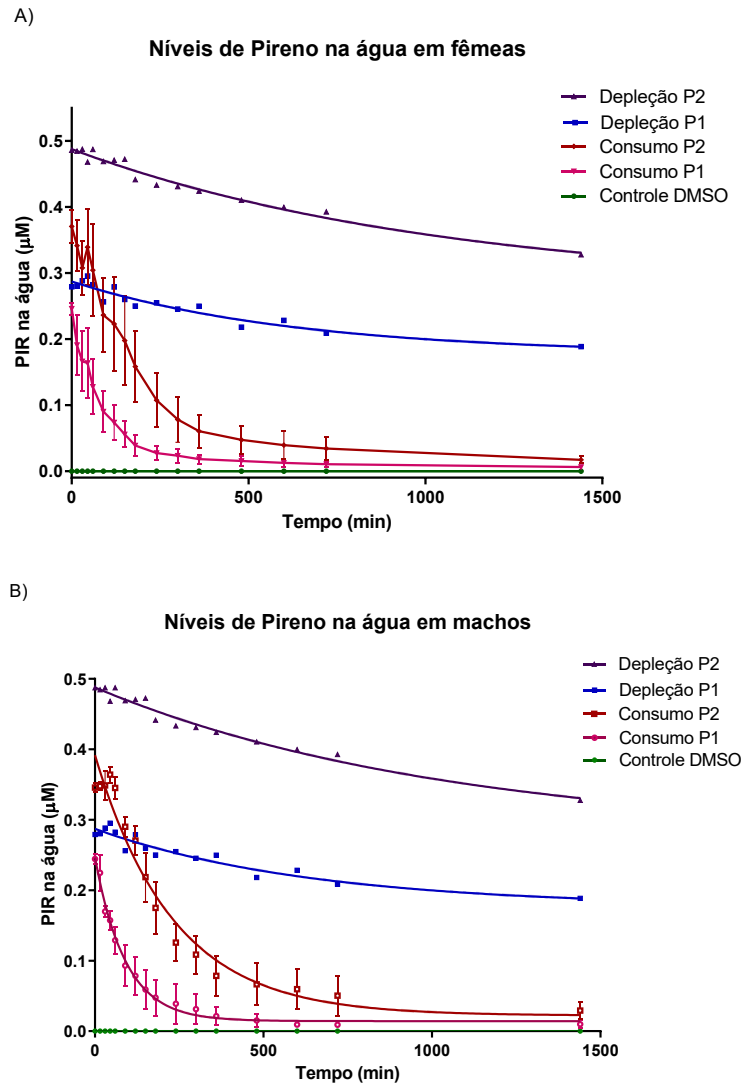 A)
Níveis de Pireno na água em fêmeas
Depleção P2
Depleção P1
Consumo P2
Consumo P1
Controle DMSO
PIR na água (µM)
0.5
0.4
0.3
0.2
0.1
0.0
0
500
1000
1500
Tempo (min)
B)
Níveis de Pireno na água em machos
Depleção P2
Depleção P1
Consumo P2
Consumo P1
Controle DMSO
PIR na água (µM)
0.5
0.4
0.3
0.2
0.1
0.0
0
500
1000
1500
Tempo (min)